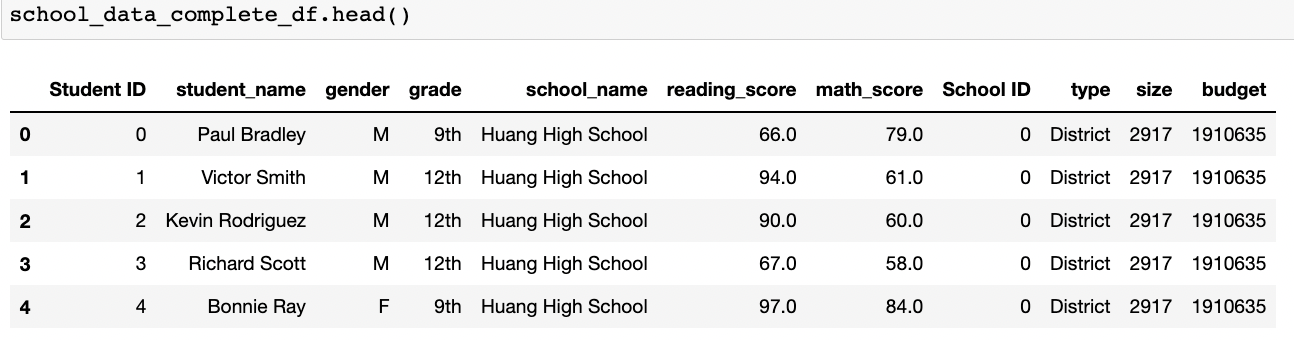 school_data_complete_df.head()
Student ID student_name gender grade school_name reading_score math_score School ID type size budget
0 0 Paul Bradley M 9th Huang High School 66.0 79.0 0 District 2917 1910635
1 1 Victor Smith M 12th Huang High School 94.0 61.0 0 District 2917 1910635
2 2 Kevin Rodriguez M 12th Huang High School 90.0 60.0 0 District 2917 1910635
3 3 Richard Scott M 12th Huang High School 67.0 58.0 0 District 2917 1910635
4 4 Bonnie Ray F 9th Huang High School 97.0 84.0 0 District 2917 1910635